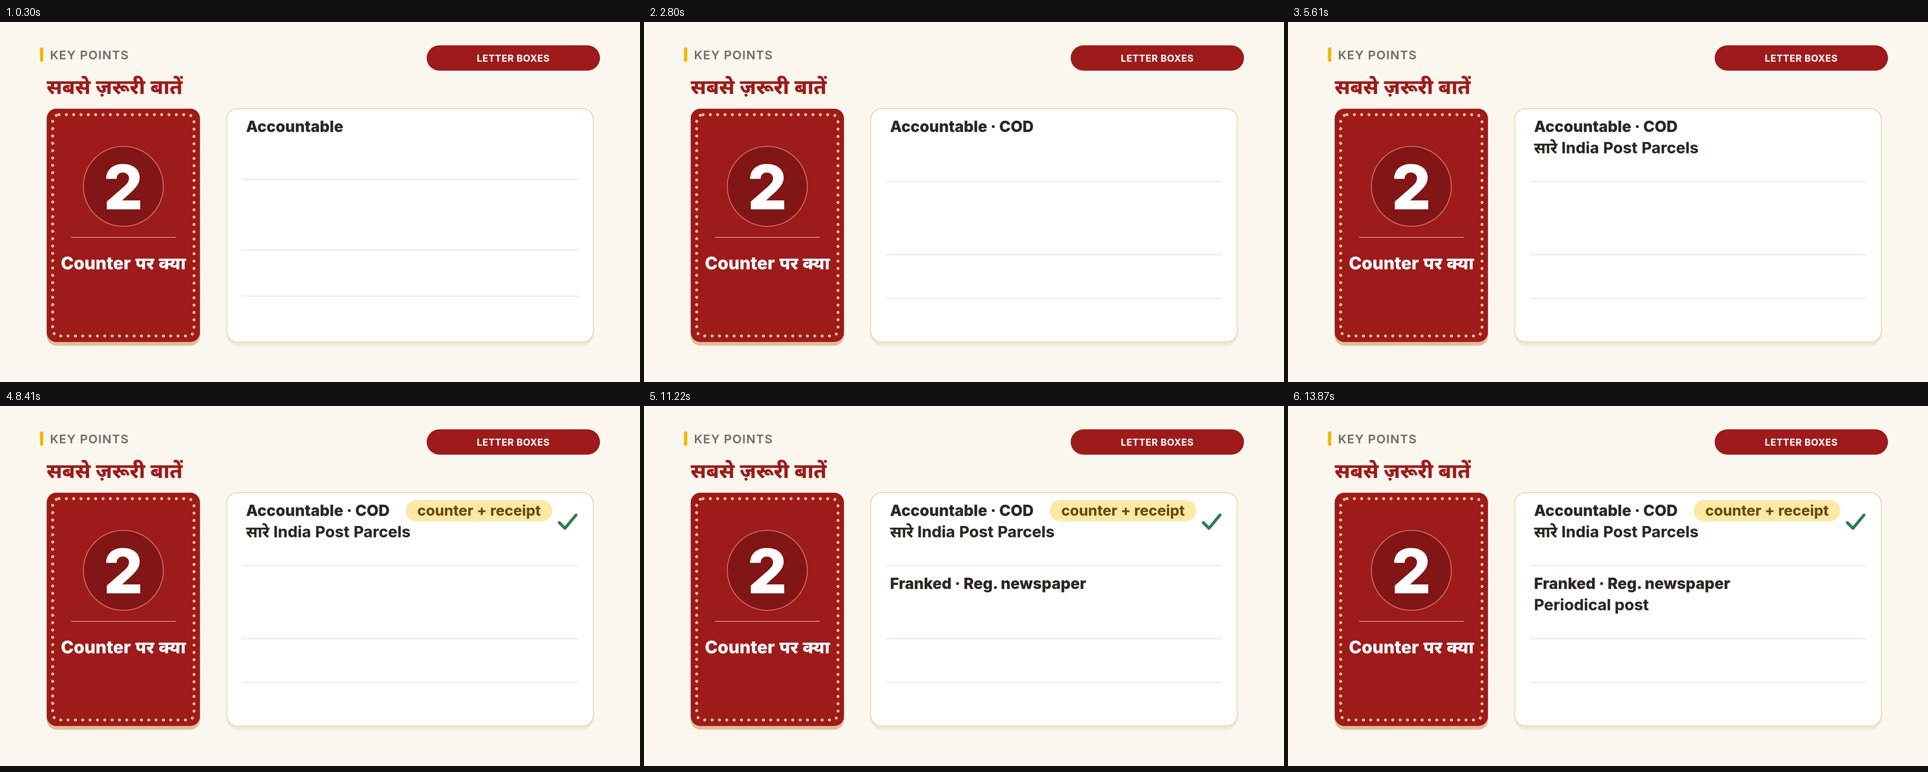 1. 0.30s
KEY POINTS
LETTER BOXES
सबसे ज़रूरी बातें
2
Counter पर क्या
Accountable
2. 2.80s
KEY POINTS
LETTER BOXES
सबसे ज़रूरी बातें
2
Counter पर क्या
Accountable · COD
3. 5.61s
KEY POINTS
LETTER BOXES
सबसे ज़रूरी बातें
2
Counter पर क्या
Accountable · COD
सारे India Post Parcels
4. 8.41s
KEY POINTS
LETTER BOXES
सबसे ज़रूरी बातें
2
Counter पर क्या
Accountable · COD counter + receipt
सारे India Post Parcels
5. 11.22s
KEY POINTS
LETTER BOXES
सबसे ज़रूरी बातें
2
Counter पर क्या
Accountable · COD counter + receipt
सारे India Post Parcels
Franked · Reg. newspaper
6. 13.87s
KEY POINTS
LETTER BOXES
सबसे ज़रूरी बातें
2
Counter पर क्या
Accountable · COD counter + receipt
सारे India Post Parcels
Franked · Reg. newspaper
Periodical post